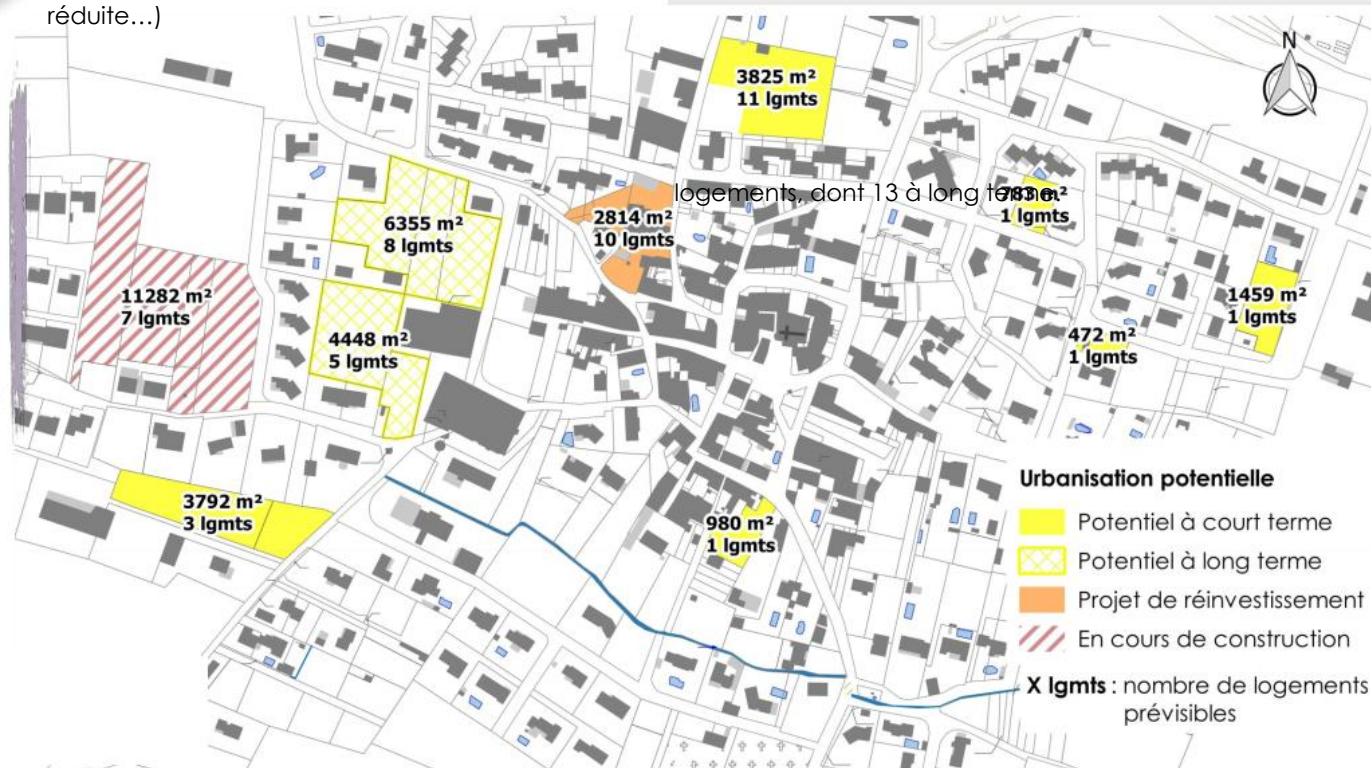 réduite…)
N
3825 m²
11 lgmts
logements, dont 13 à long terme.
783 m²
1 lgmts
6355 m²
8 lgmts
2814 m²
10 lgmts
11282 m²
7 lgmts
1459 m²
1 lgmts
4448 m²
5 lgmts
472 m²
1 lgmts
3792 m²
3 lgmts
980 m²
1 lgmts
Urbanisation potentielle
Potentiel à court terme
Potentiel à long terme
Projet de réinvestissement
En cours de construction
X lgmts : nombre de logements
prévisibles